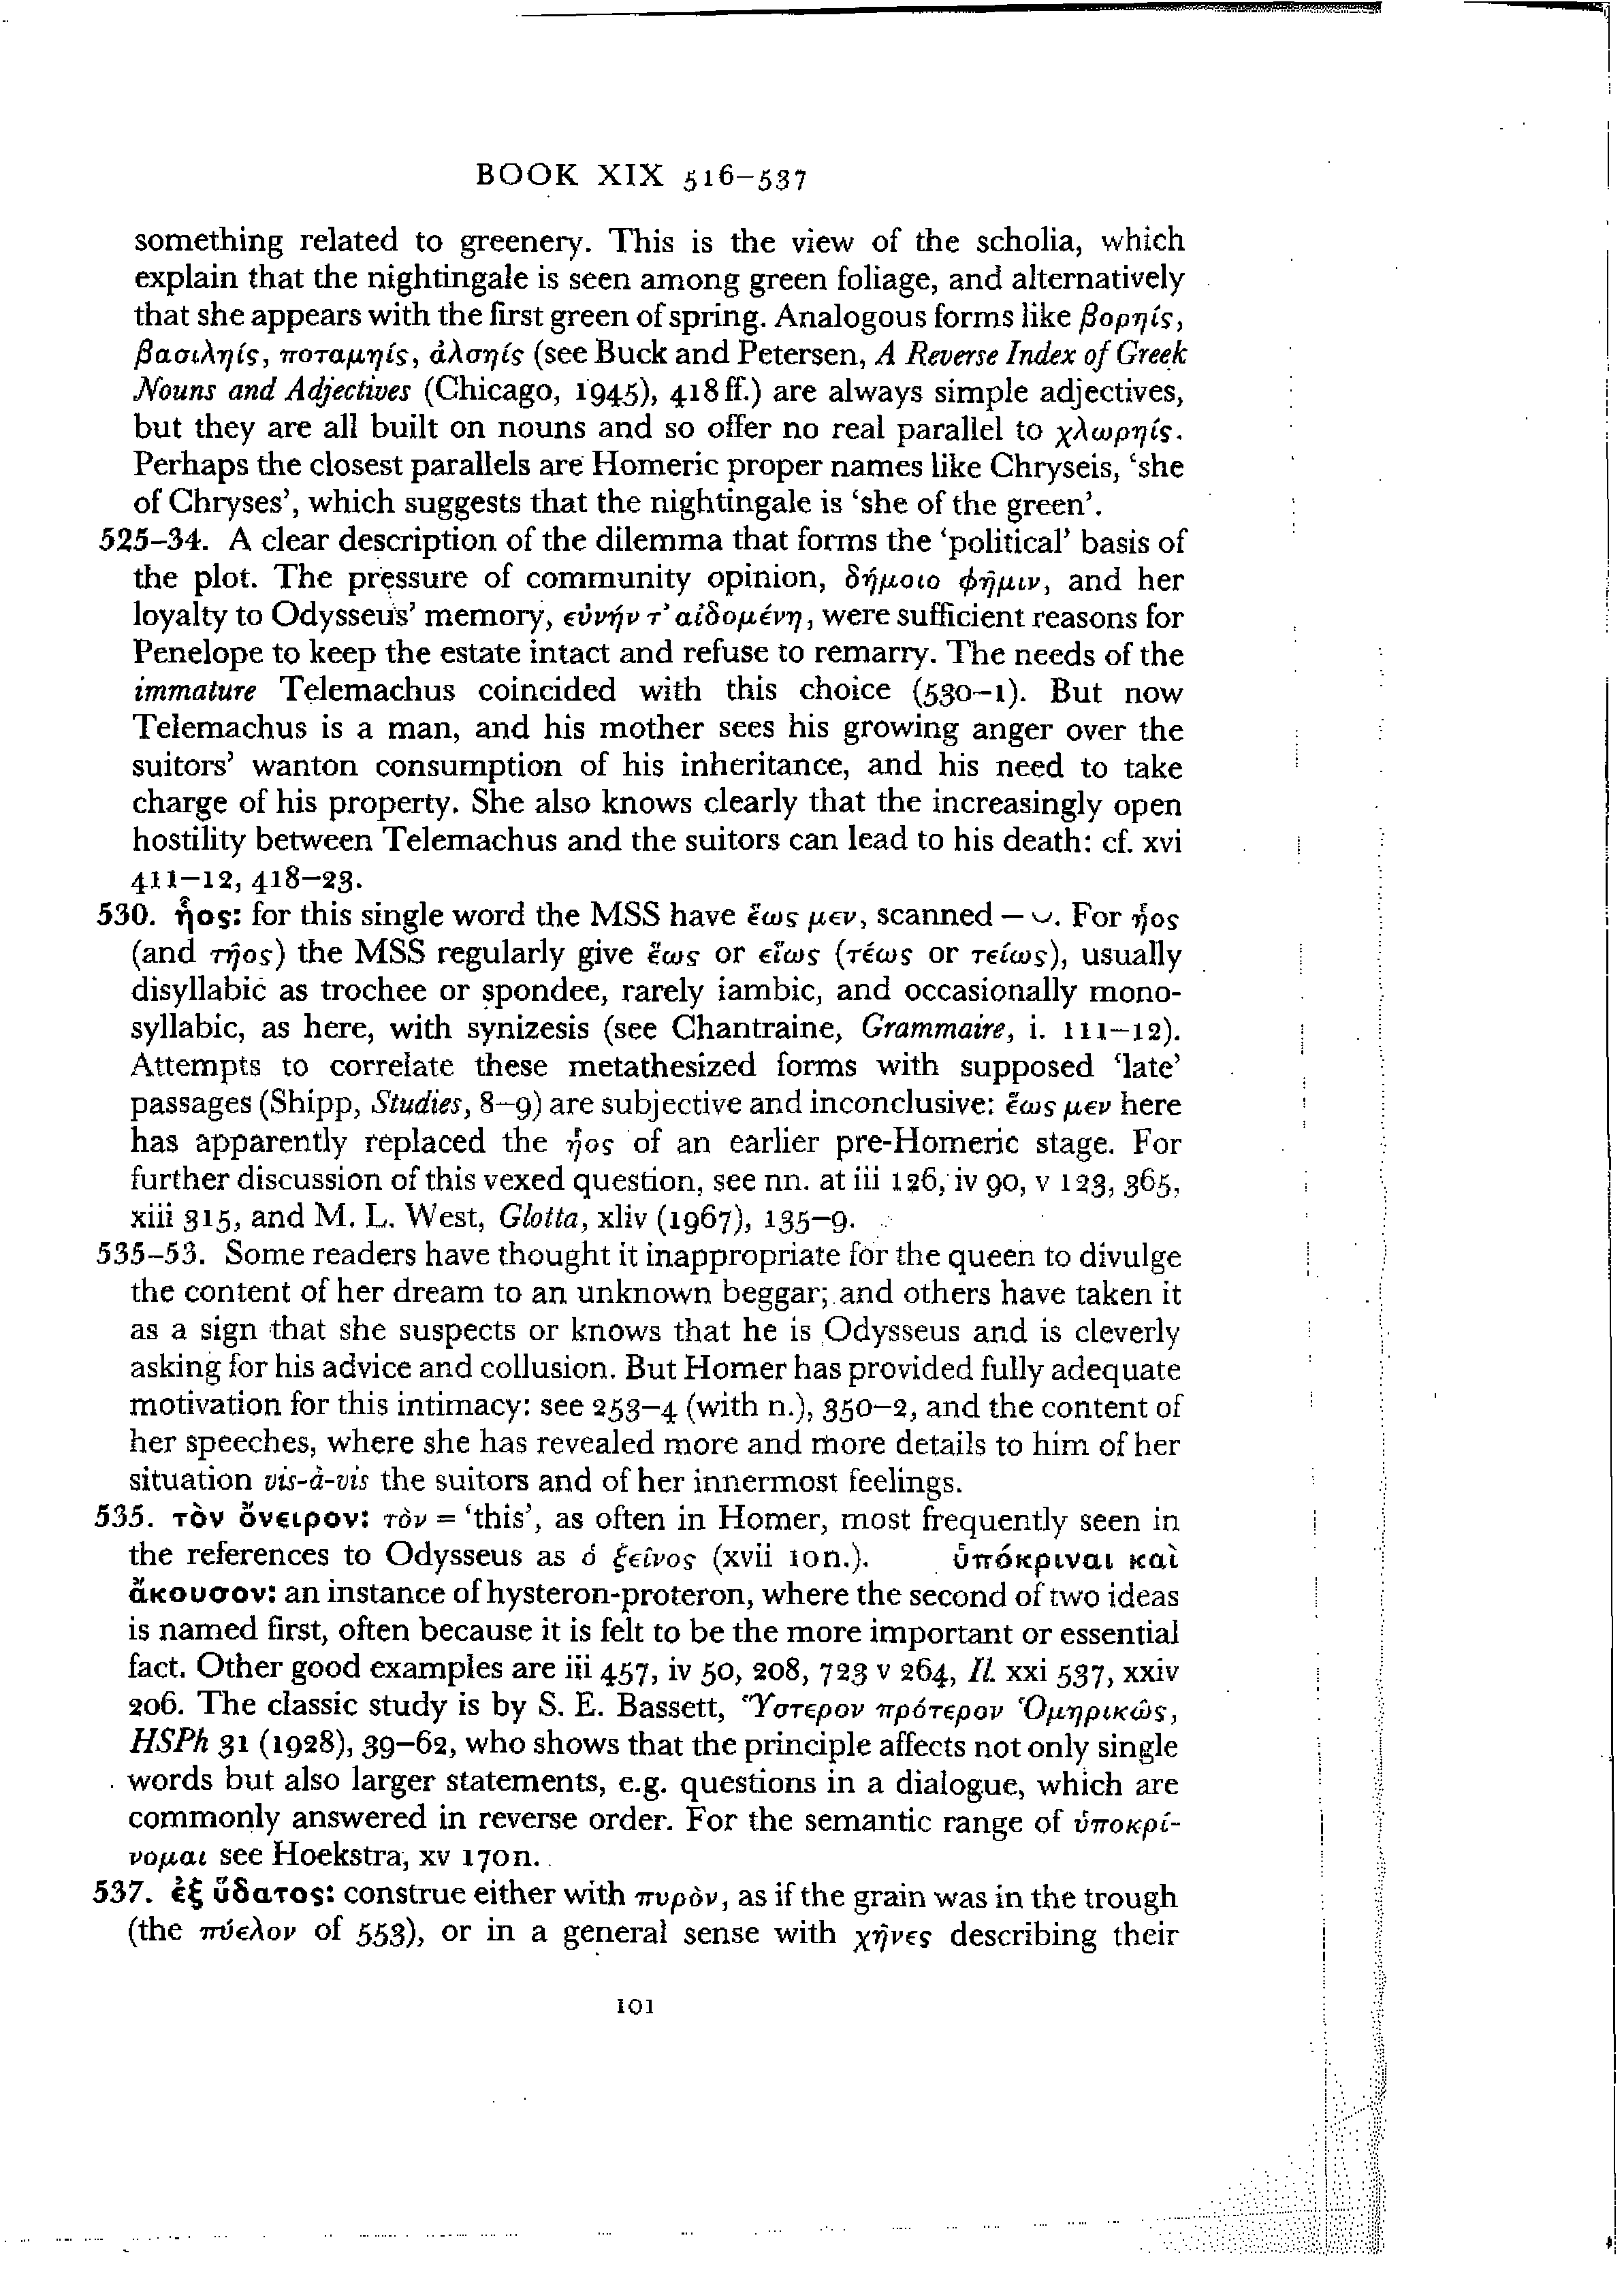 BOOK XIX 516–537
something related to greenery. This is the view of the scholia, which
explain that the nightingale is seen among green foliage, and alternatively
that she appears with the first green of spring. Analogous forms like βορηίς,
βασιληίς, ποταμηίς, ἀλσηίς (see Buck and Petersen, A Reverse Index of Greek
Nouns and Adjectives (Chicago, 1945), 418 ff.) are always simple adjectives,
but they are all built on nouns and so offer no real parallel to χλωρηίς.
Perhaps the closest parallels are Homeric proper names like Chryseis, ‘she
of Chryses’, which suggests that the nightingale is ‘she of the green’.
525–34. A clear description of the dilemma that forms the ‘political’ basis of
the plot. The pressure of community opinion, δήμοιο φῆμιν, and her
loyalty to Odysseus’ memory, εὐνήν τ’ αἰδομένη, were sufficient reasons for
Penelope to keep the estate intact and refuse to remarry. The needs of the
immature Telemachus coincided with this choice (530–1). But now
Telemachus is a man, and his mother sees his growing anger over the
suitors’ wanton consumption of his inheritance, and his need to take
charge of his property. She also knows clearly that the increasingly open
hostility between Telemachus and the suitors can lead to his death: cf. xvi
411–12, 418–23.
530. ἦος: for this single word the MSS have ἕως μεν, scanned – ⏑. For ἦος
(and τῆος) the MSS regularly give ἕως or εἵως (τέως or τείως), usually
disyllabic as trochee or spondee, rarely iambic, and occasionally mono-
syllabic, as here, with synizesis (see Chantraine, Grammaire, i. 111–12).
Attempts to correlate these metathesized forms with supposed ‘late’
passages (Shipp, Studies, 8–9) are subjective and inconclusive: ἕως μεν here
has apparently replaced the ἦος of an earlier pre-Homeric stage. For
further discussion of this vexed question, see nn. at iii 126, iv 90, v 123, 365,
xiii 315, and M. L. West, Glotta, xliv (1967), 135–9.
535–53. Some readers have thought it inappropriate for the queen to divulge
the content of her dream to an unknown beggar; and others have taken it
as a sign that she suspects or knows that he is Odysseus and is cleverly
asking for his advice and collusion. But Homer has provided fully adequate
motivation for this intimacy: see 253–4 (with n.), 350–2, and the content of
her speeches, where she has revealed more and more details to him of her
situation vis-à-vis the suitors and of her innermost feelings.
535. τὸν ὄνειρον: τὸν = ‘this’, as often in Homer, most frequently seen in
the references to Odysseus as ὁ ξεῖνος (xvii 10n.). ὑπόκριναι καὶ
ἄκουσον: an instance of hysteron-proteron, where the second of two ideas
is named first, often because it is felt to be the more important or essential
fact. Other good examples are iii 457, iv 50, 208, 723 v 264, Il. xxi 537, xxiv
206. The classic study is by S. E. Bassett, Ὕστερον πρότερον Ὁμηρικῶς,
HSPh 31 (1928), 39–62, who shows that the principle affects not only single
words but also larger statements, e.g. questions in a dialogue, which are
commonly answered in reverse order. For the semantic range of ὑποκρί-
νομαι see Hoekstra, xv 170n.
537. ἐξ ὕδατος: construe either with πυρὸν, as if the grain was in the trough
(the πύελον of 553), or in a general sense with χῆνες describing their
101